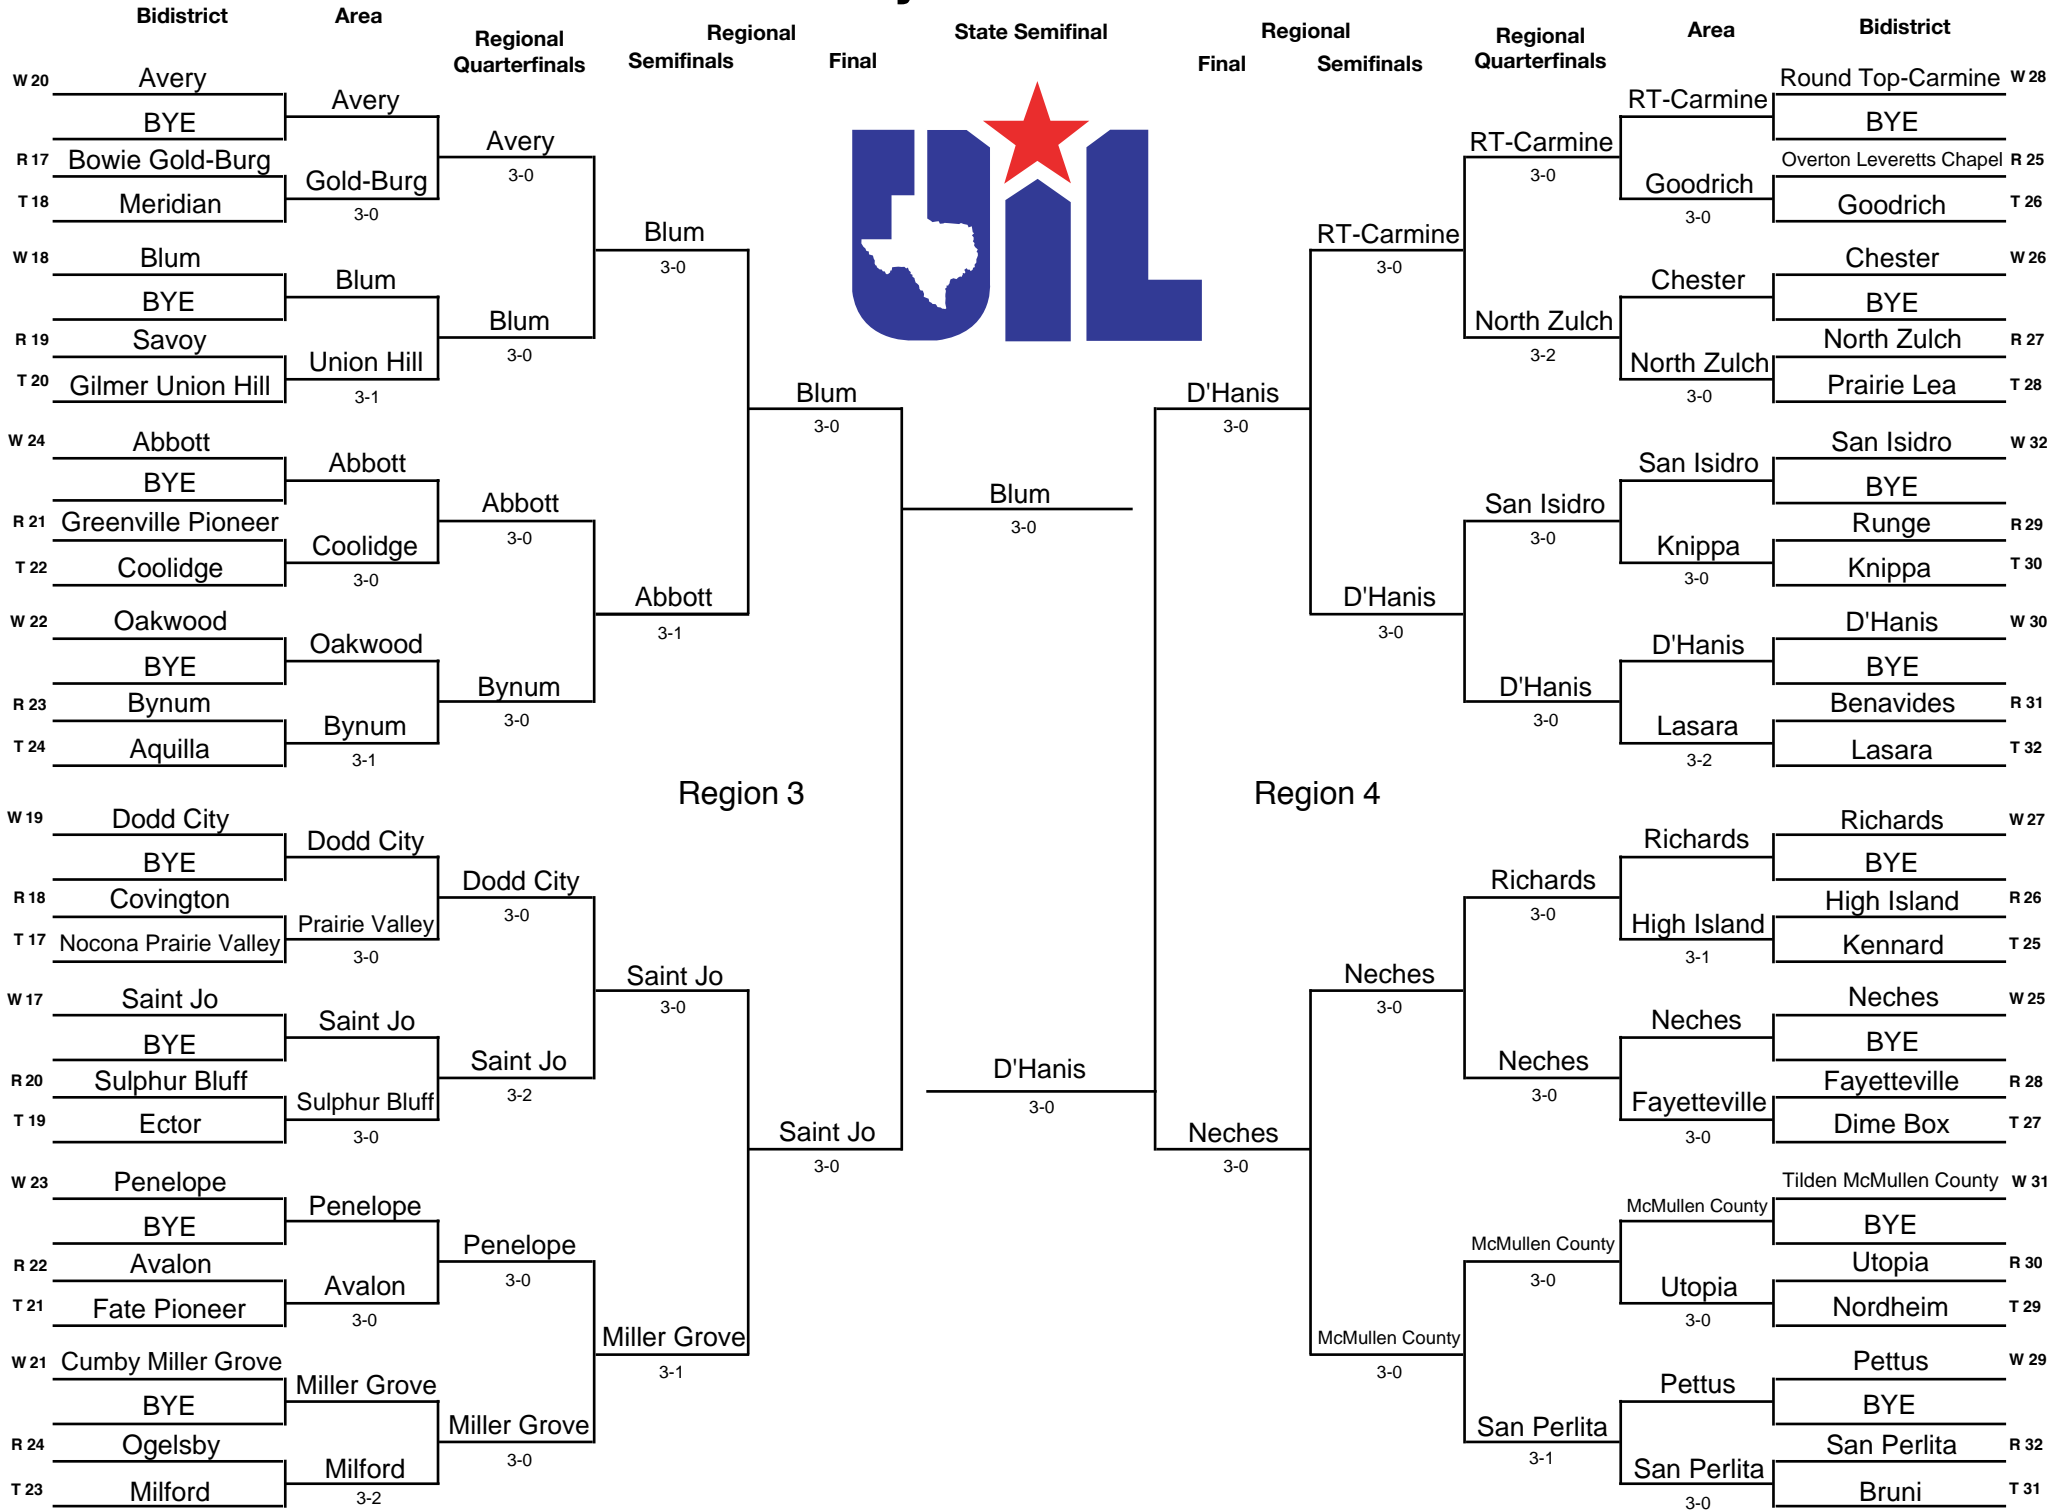 Bidistrict
Area
Regional
Quarterfinals
Regional
Semifinals
Final
State Semifinal
Regional
Final
Semifinals
Regional
Quarterfinals
Area
Bidistrict
W 20
Avery
BYE
R 17
Bowie Gold-Burg
T 18
Meridian
W 18
Blum
BYE
R 19
Savoy
T 20
Gilmer Union Hill
W 24
Abbott
BYE
R 21
Greenville Pioneer
T 22
Coolidge
W 22
Oakwood
BYE
R 23
Bynum
T 24
Aquilla
W 19
Dodd City
BYE
R 18
Covington
T 17
Nocona Prairie Valley
W 17
Saint Jo
BYE
R 20
Sulphur Bluff
T 19
Ector
W 23
Penelope
BYE
R 22
Avalon
T 21
Fate Pioneer
W 21
Cumby Miller Grove
BYE
R 24
Ogelsby
T 23
Milford
Avery
Gold-Burg
3-0
Blum
Union Hill
3-1
Abbott
Coolidge
3-0
Oakwood
Bynum
3-1
Dodd City
Prairie Valley
3-0
Saint Jo
Sulphur Bluff
3-0
Penelope
Avalon
3-0
Miller Grove
Milford
3-2
Avery
3-0
Blum
3-0
Abbott
3-0
Bynum
3-0
Dodd City
3-0
Saint Jo
3-2
Penelope
3-0
Miller Grove
3-0
Blum
3-0
Abbott
3-1
Saint Jo
3-0
Miller Grove
3-1
Region 3
Blum
3-0
Saint Jo
3-0
UIL
Blum
3-0
D'Hanis
3-0
D'Hanis
3-0
Neches
3-0
Region 4
RT-Carmine
3-0
D'Hanis
3-0
Neches
3-0
McMullen County
3-0
RT-Carmine
3-0
North Zulch
3-2
San Isidro
3-0
D'Hanis
3-0
Richards
3-0
Neches
3-0
McMullen County
3-0
San Perlita
3-1
RT-Carmine
Goodrich
3-0
Chester
North Zulch
3-0
San Isidro
Knippa
3-0
D'Hanis
Lasara
3-2
Richards
High Island
3-1
Neches
Fayetteville
3-0
McMullen County
Utopia
3-0
Pettus
San Perlita
3-0
Round Top-Carmine
W 28
BYE
Overton Leveretts Chapel
R 25
Goodrich
T 26
Chester
W 26
BYE
North Zulch
R 27
Prairie Lea
T 28
San Isidro
W 32
BYE
Runge
R 29
Knippa
T 30
D'Hanis
W 30
BYE
Benavides
R 31
Lasara
T 32
Richards
W 27
BYE
High Island
R 26
Kennard
T 25
Neches
W 25
BYE
Fayetteville
R 28
Dime Box
T 27
Tilden McMullen County
W 31
BYE
Utopia
R 30
Nordheim
T 29
Pettus
W 29
BYE
San Perlita
R 32
Bruni
T 31